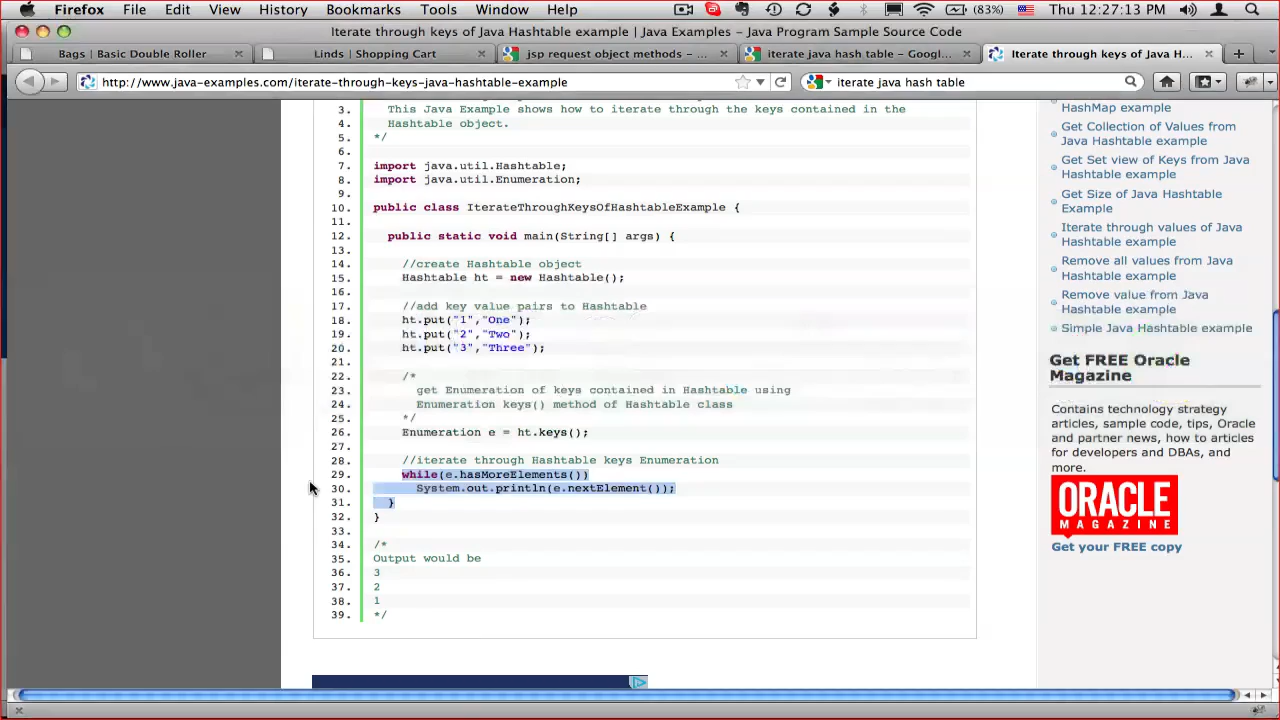 Firefox File Edit View History Bookmarks Tools Window Help (83%) Thu 12:27:13 PM
Iterate through keys of Java Hashtable example | Java Examples - Java Program Sample Source Code
Bags | Basic Double Roller
Linds | Shopping Cart
jsp request object methods - ...
iterate java hash table - Googl...
Iterate through keys of Java H...
http://www.java-examples.com/iterate-through-keys-java-hashtable-example
iterate java hash table
3. This Java Example shows how to iterate through the keys contained in the
4. Hashtable object.
5. */
6.
7. import java.util.Hashtable;
8. import java.util.Enumeration;
9.
10. public class IterateThroughKeysOfHashtableExample {
11.
12. public static void main(String[] args) {
13.
14. //create Hashtable object
15. Hashtable ht = new Hashtable();
16.
17. //add key value pairs to Hashtable
18. ht.put("1","One");
19. ht.put("2","Two");
20. ht.put("3","Three");
21.
22. /*
23. get Enumeration of keys contained in Hashtable using
24. Enumeration keys() method of Hashtable class
25. */
26. Enumeration e = ht.keys();
27.
28. //iterate through Hashtable keys Enumeration
29. while(e.hasMoreElements())
30. System.out.println(e.nextElement());
31. }
32. }
33.
34. /*
35. Output would be
36. 3
37. 2
38. 1
39. */
HashMap example
Get Collection of Values from
Java Hashtable example
Get Set view of Keys from Java
Hashtable example
Get Size of Java Hashtable
Example
Iterate through values of Java
Hashtable example
Remove all values from Java
Hashtable example
Remove value from Java
Hashtable example
Simple Java Hashtable example
Get FREE Oracle
Magazine
Contains technology strategy
articles, sample code, tips, Oracle
and partner news, how to articles
for developers and DBAs, and
more.
ORACLE
MAGAZINE
Get your FREE copy